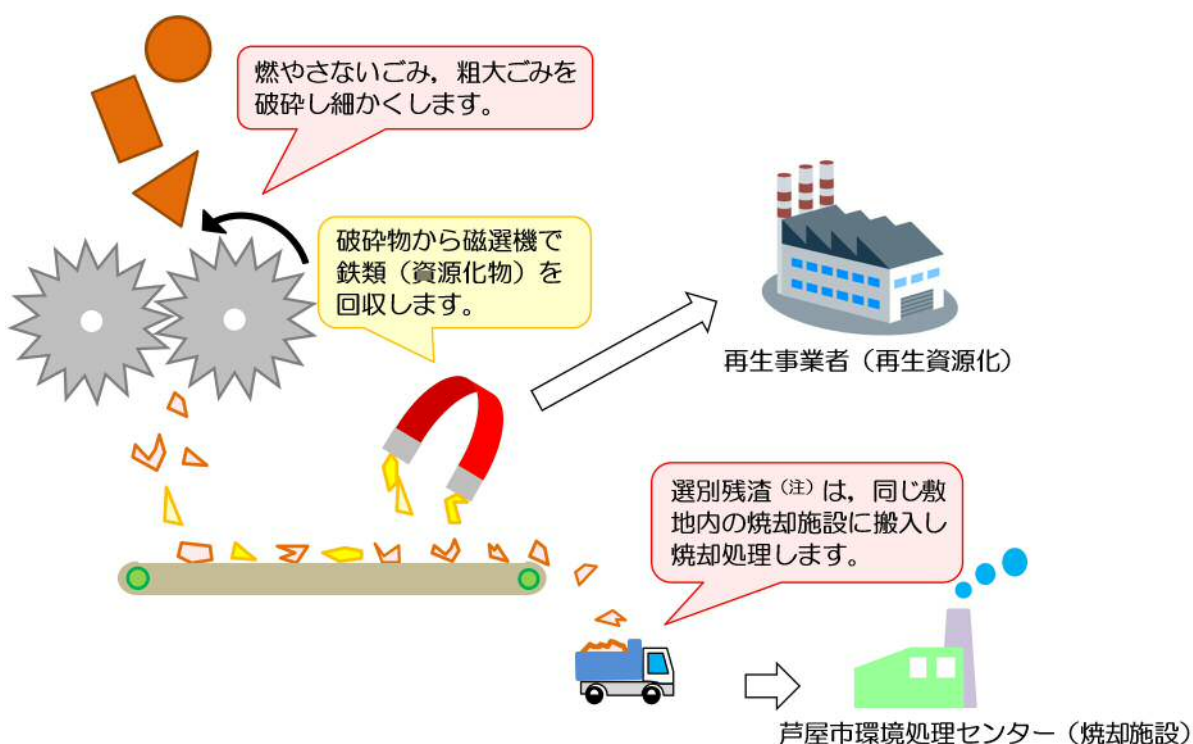 燃やさないごみ，粗大ごみを
破砕し細かくします。
破砕物から磁選機で
鉄類（資源化物）を
回収します。
再生事業者（再生資源化）
選別残渣（注）は，同じ敷
地内の焼却施設に搬入し
焼却処理します。
芦屋市環境処理センター（焼却施設）